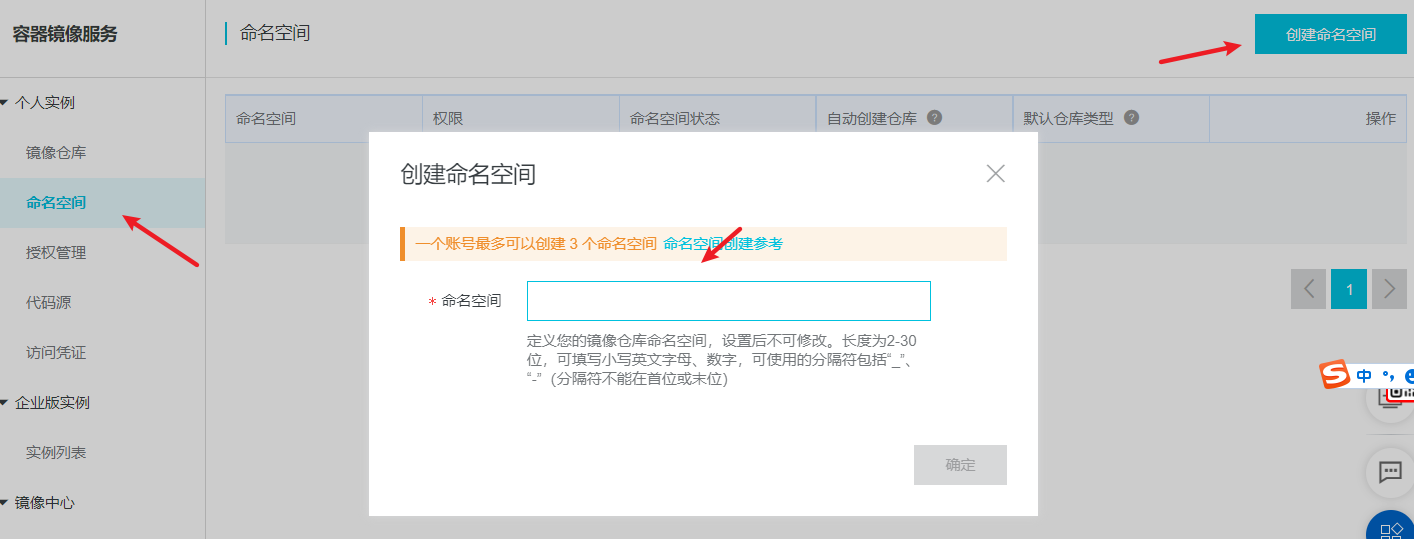 容器镜像服务
命名空间
创建命名空间
个人实例
镜像仓库
命名空间
授权管理
代码源
访问凭证
企业版实例
实例列表
镜像中心
命名空间 权限 命名空间状态 自动创建仓库 ? 默认仓库类型 ? 操作
创建命名空间
一个账号最多可以创建 3 个命名空间 命名空间创建参考
* 命名空间
定义您的镜像仓库命名空间，设置后不可修改。长度为2-30
位，可填写小写英文字母、数字，可使用的分隔符包括“_”、
“-”（分隔符不能在首位或末位）
确定
1
S 中 °,